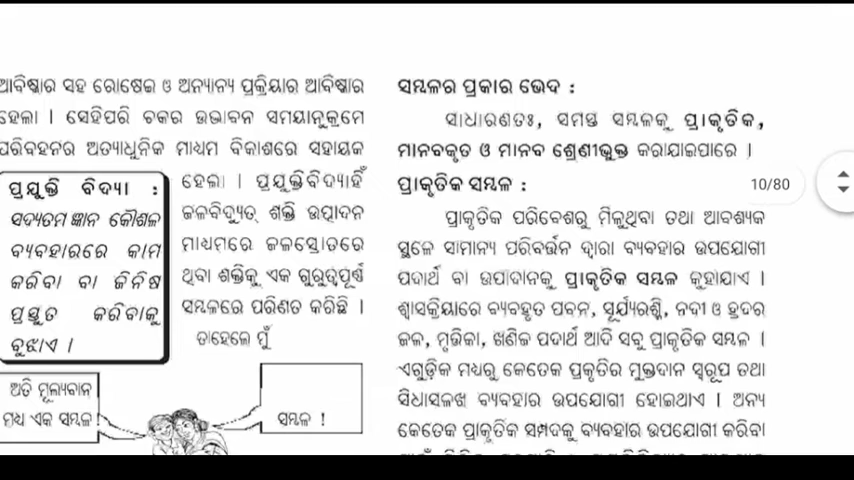 ଆବିଷ୍କାର ସହ ରୋଷେଇ ଓ ଅନ୍ୟାନ୍ୟ ପ୍ରକ୍ରିୟାର ଆବିଷ୍କାର
ହେଲା । ସେହିପରି ଚକର ଉଦ୍ଭାବନ ସମୟାନୁକ୍ରମେ
ପରିବହନର ଅତ୍ୟାଧୁନିକ ମାଧ୍ୟମ ବିକାଶରେ ସହାୟକ
ହେଲା । ପ୍ରଯୁକ୍ତିବିଦ୍ୟାହିଁ
ଜଳବିଦ୍ୟୁତ୍ ଶକ୍ତି ଉତ୍ପାଦନ
ମାଧ୍ୟମରେ ଜଳସ୍ରୋତରେ
ଥିବା ଶକ୍ତିକୁ ଏକ ଗୁରୁତ୍ୱପୂର୍ଣ୍ଣ
ସମ୍ବଳରେ ପରିଣତ କରିଛି ।
ତାହେଲେ ମୁଁ
ପ୍ରଯୁକ୍ତି ବିଦ୍ୟା :
ସଦ୍ୟତମ ଜ୍ଞାନ କୌଶଳ
ବ୍ୟବହାରରେ କାମ
କରିବା ବା ଜିନିଷ
ପ୍ରସ୍ତୁତ କରିବାକୁ
ବୁଝାଏ ।
ଅତି ମୂଲ୍ୟବାନ୍
ମଧ୍ୟ ଏକ ସମ୍ବଳ
ସମ୍ବଳ !
ସମ୍ବଳର ପ୍ରକାର ଭେଦ :
ସାଧାରଣତଃ, ସମସ୍ତ ସମ୍ବଳକୁ ପ୍ରାକୃତିକ,
ମାନବକୃତ ଓ ମାନବ ଶ୍ରେଣୀଭୁକ୍ତ କରାଯାଇପାରେ ।
ପ୍ରାକୃତିକ ସମ୍ବଳ :
10/80
ପ୍ରାକୃତିକ ପରିବେଶରୁ ମିଳୁଥିବା ତଥା ଆବଶ୍ୟକ
ସ୍ଥଳେ ସାମାନ୍ୟ ପରିବର୍ତ୍ତନ ଦ୍ୱାରା ବ୍ୟବହାର ଉପଯୋଗୀ
ପଦାର୍ଥ ବା ଉପାଦାନକୁ ପ୍ରାକୃତିକ ସମ୍ବଳ କୁହାଯାଏ ।
ଶ୍ୱାସକ୍ରିୟାରେ ବ୍ୟବହୃତ ପବନ, ସୂର୍ଯ୍ୟରଶ୍ମି, ନଦୀ ଓ ହ୍ରଦର
ଜଳ, ମୃତ୍ତିକା, ଖଣିଜ ପଦାର୍ଥ ଆଦି ସବୁ ପ୍ରାକୃତିକ ସମ୍ବଳ ।
ଏଗୁଡ଼ିକ ମଧ୍ୟରୁ କେତେକ ପ୍ରକୃତିର ମୁକ୍ତଦାନ ସ୍ୱରୂପ ତଥା
ସିଧାସଳଖ ବ୍ୟବହାର ଉପଯୋଗୀ ହୋଇଥାଏ । ଅନ୍ୟ
କେତେକ ପ୍ରାକୃତିକ ସମ୍ପଦକୁ ବ୍ୟବହାର ଉପଯୋଗୀ କରିବା